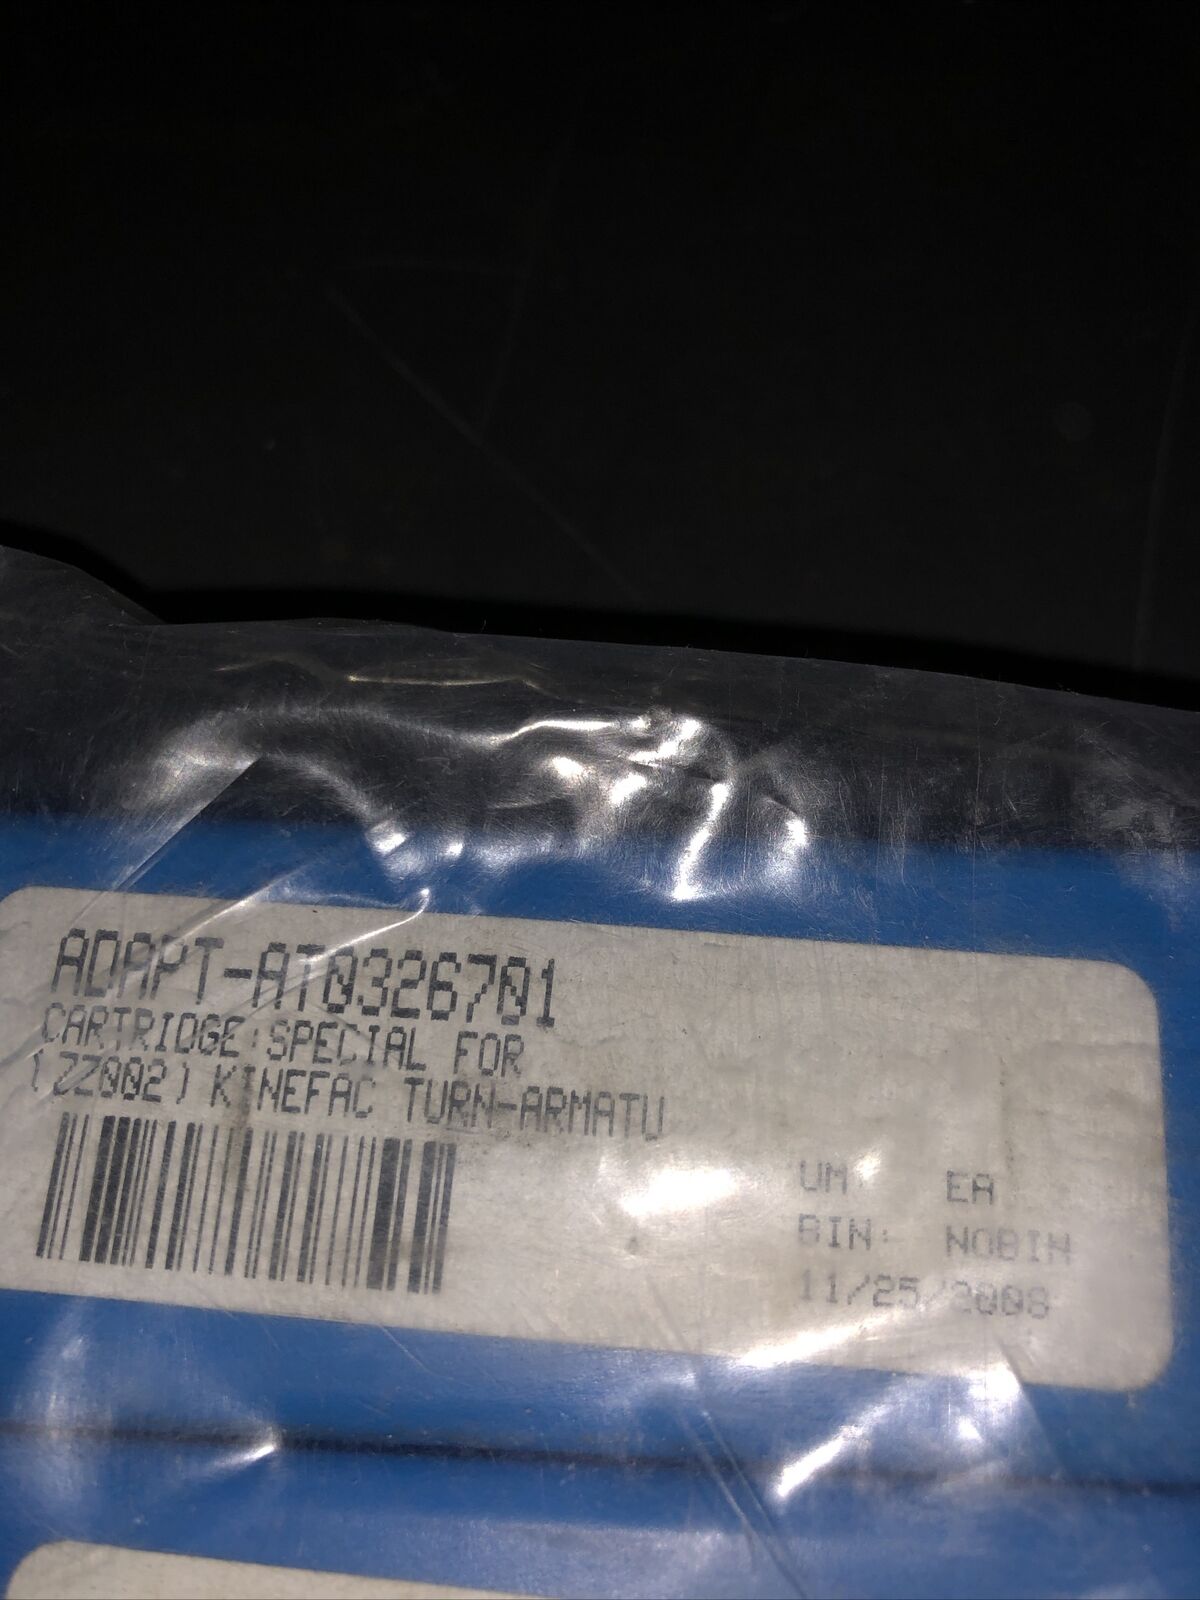 ADAPT-AT0326701
CARTRIDGE:SPECIAL FOR
(ZZ002) KINEFAC TURN-ARMATU
UM: EA
BIN: NOBIN
11/25/2008